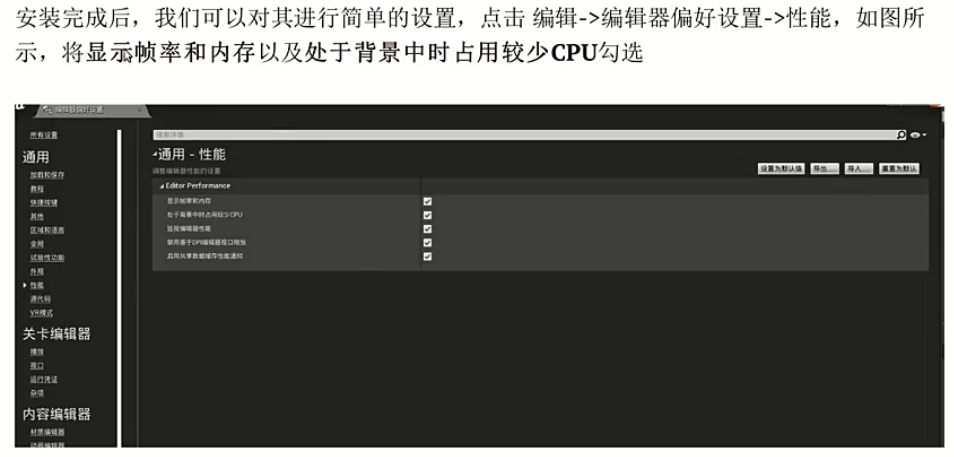 安装完成后，我们可以对其进行简单的设置，点击 编辑->编辑器偏好设置->性能，如图所
示，将显示帧率和内存以及处于背景中时占用较少CPU勾选
编辑器偏好设置
所有设置
搜索详情
通用
通用 - 性能
调整编辑器性能的设置
设置为默认值
导出......
导入......
重置为默认
加载和保存
Editor Performance
教程
快捷按键
显示帧率和内存
其他
处于背景中时占用较少CPU
区域和语言
监视编辑器性能
全局
禁用基于DPI编辑器视口缩放
试验性功能
启用共享数据缓存性能通知
外观
性能
源代码
VR模式
关卡编辑器
播放
视口
运行凭证
杂项
内容编辑器
材质编辑器
动画编辑器